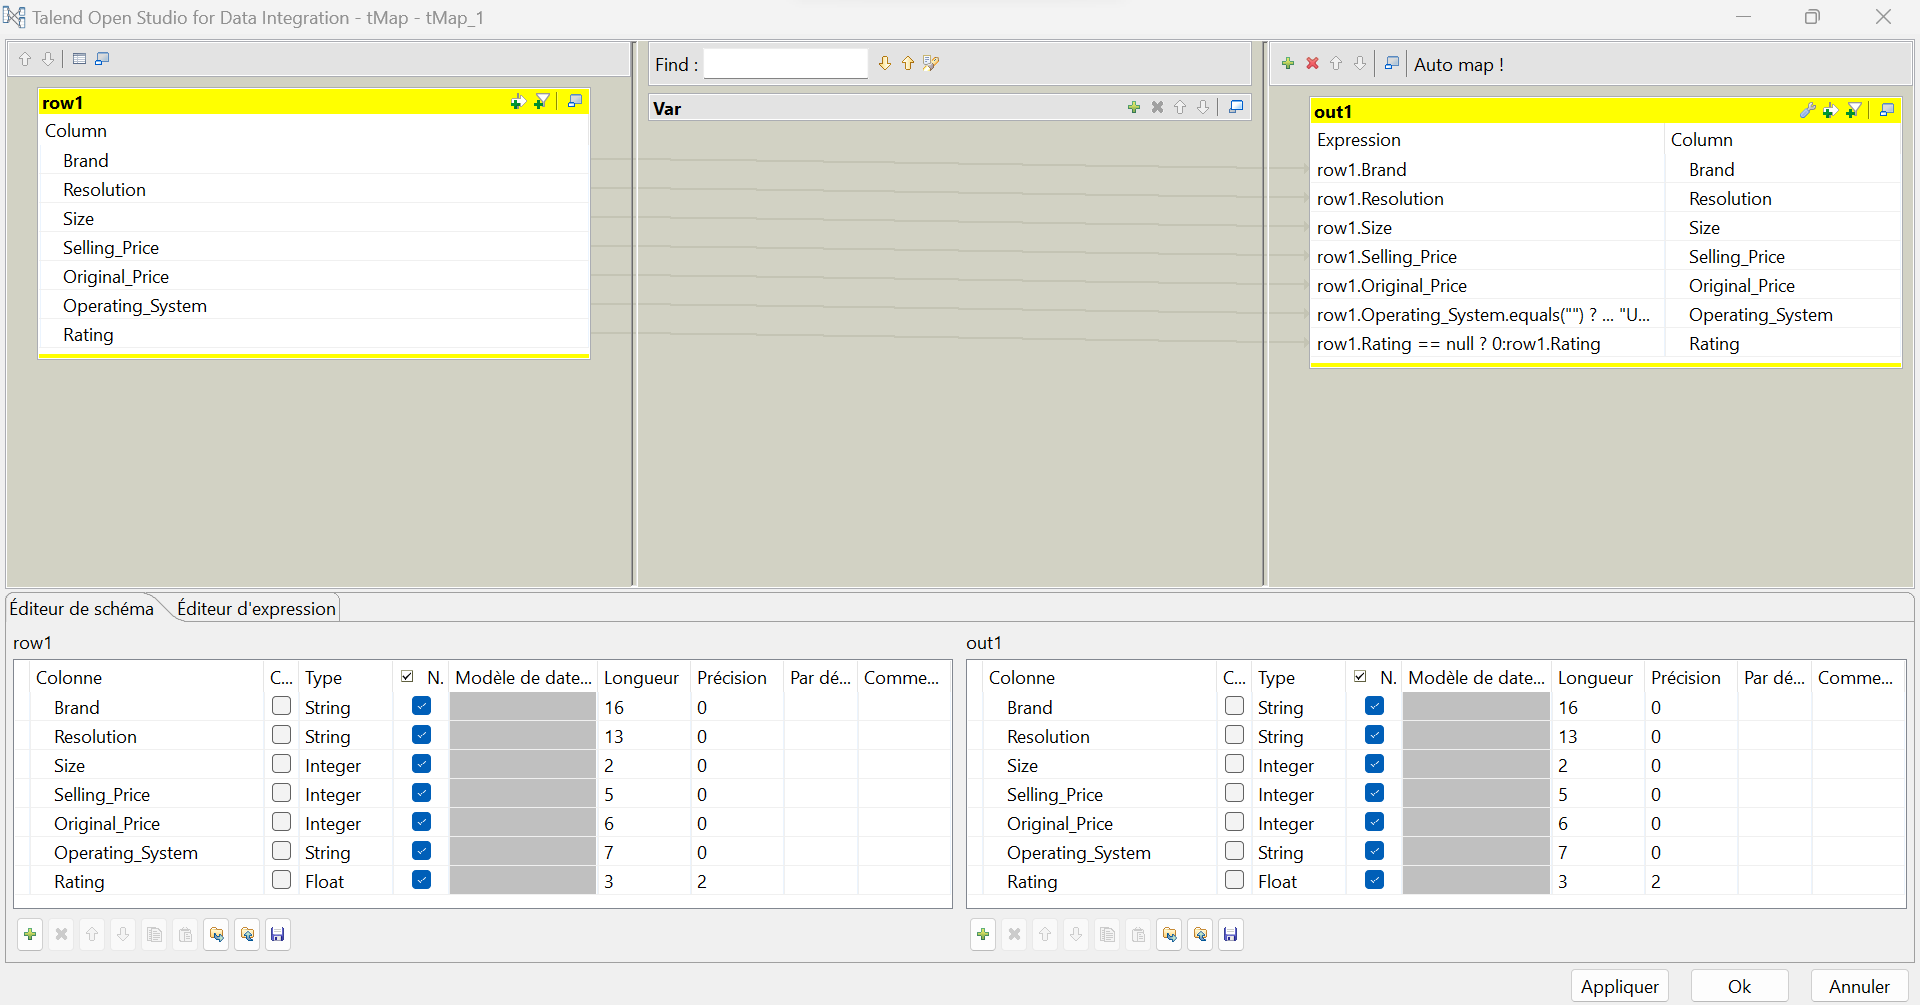 Talend Open Studio for Data Integration - tMap - tMap_1
Find :
Auto map !
row1
Column
Brand
Resolution
Size
Selling_Price
Original_Price
Operating_System
Rating
Var
out1
Expression Column
row1.Brand Brand
row1.Resolution Resolution
row1.Size Size
row1.Selling_Price Selling_Price
row1.Original_Price Original_Price
row1.Operating_System.equals("") ? ... "U... Operating_System
row1.Rating == null ? 0:row1.Rating Rating
Éditeur de schéma Éditeur d'expression
row1
Colonne C... Type N. Modèle de date... Longueur Précision Par dé... Comme...
Brand String 16 0
Resolution String 13 0
Size Integer 2 0
Selling_Price Integer 5 0
Original_Price Integer 6 0
Operating_System String 7 0
Rating Float 3 2
out1
Colonne C... Type N. Modèle de date... Longueur Précision Par dé... Comme...
Brand String 16 0
Resolution String 13 0
Size Integer 2 0
Selling_Price Integer 5 0
Original_Price Integer 6 0
Operating_System String 7 0
Rating Float 3 2
Appliquer Ok Annuler